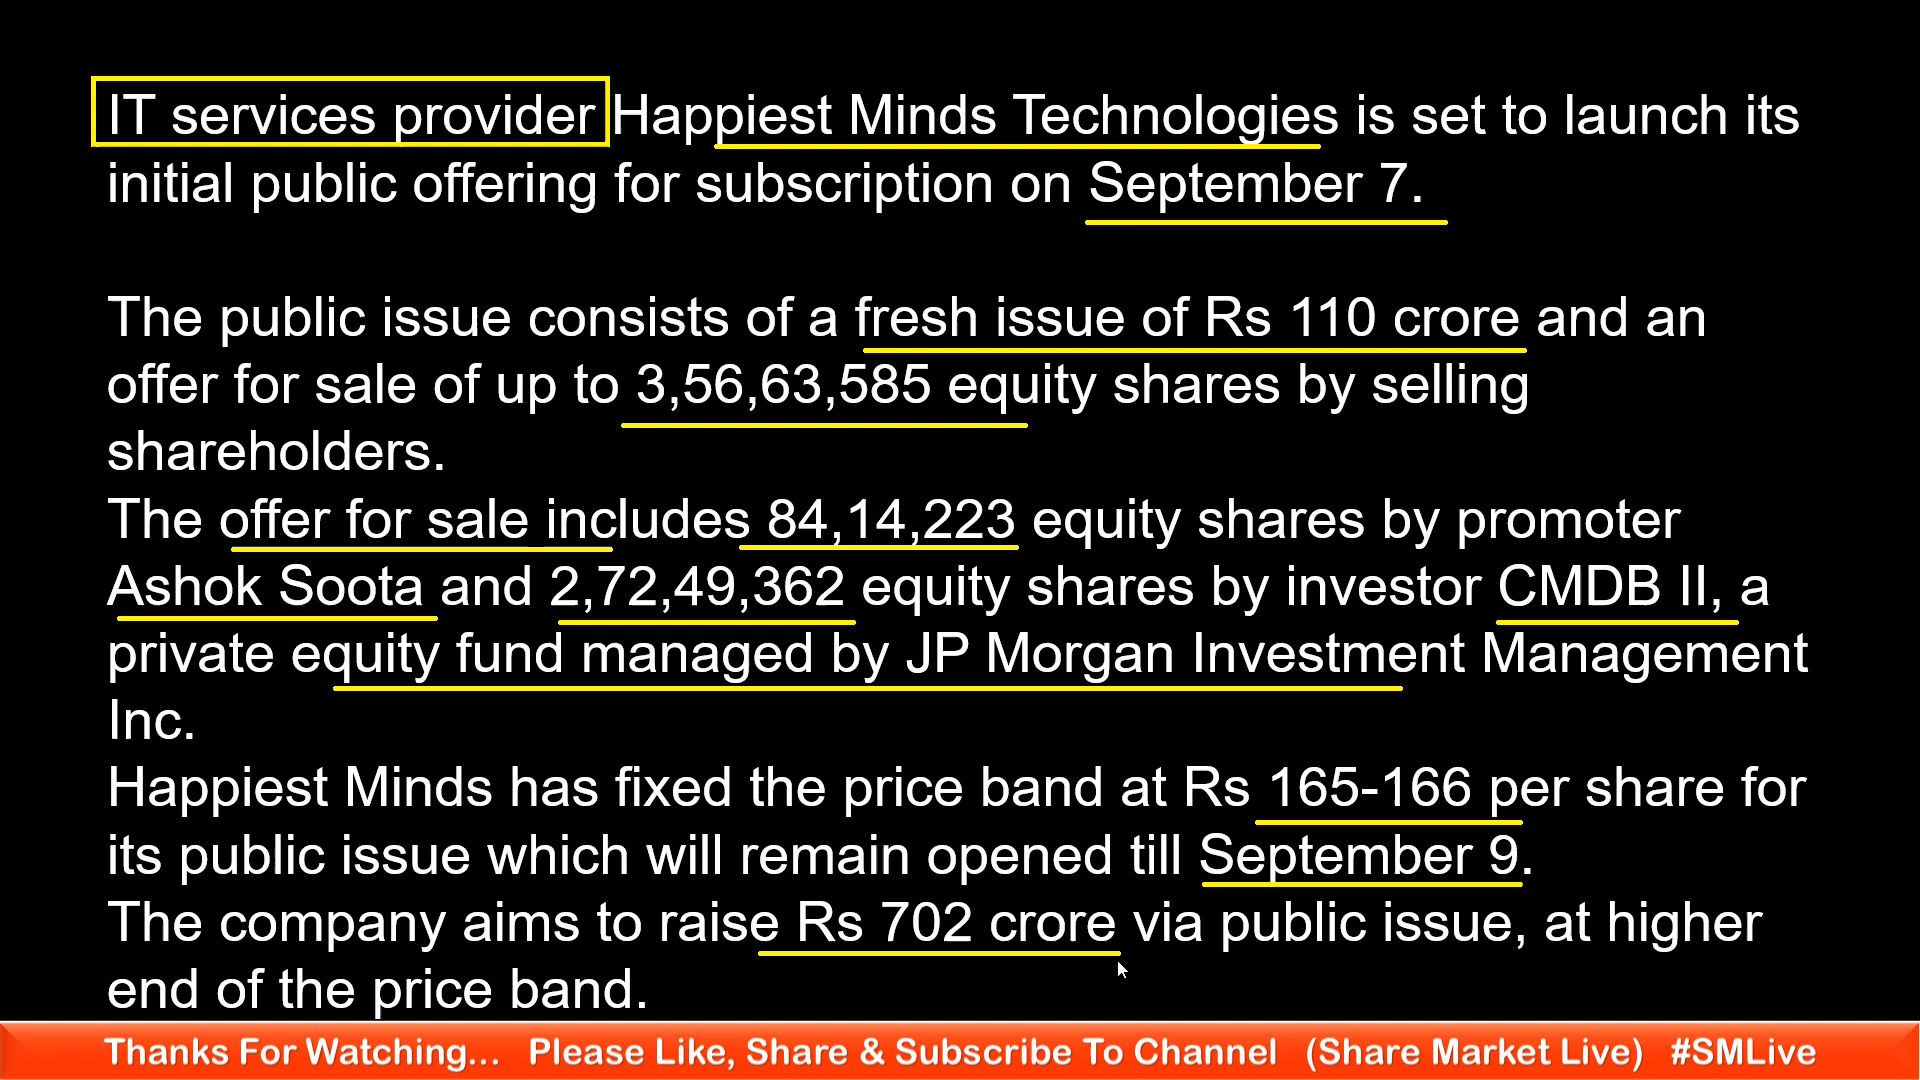 IT services provider Happiest Minds Technologies is set to launch its
initial public offering for subscription on September 7.
The public issue consists of a fresh issue of Rs 110 crore and an
offer for sale of up to 3,56,63,585 equity shares by selling
shareholders.
The offer for sale includes 84,14,223 equity shares by promoter
Ashok Soota and 2,72,49,362 equity shares by investor CMDB II, a
private equity fund managed by JP Morgan Investment Management
Inc.
Happiest Minds has fixed the price band at Rs 165-166 per share for
its public issue which will remain opened till September 9.
The company aims to raise Rs 702 crore via public issue, at higher
end of the price band.
Thanks For Watching... Please Like, Share & Subscribe To Channel (Share Market Live) #SMLive